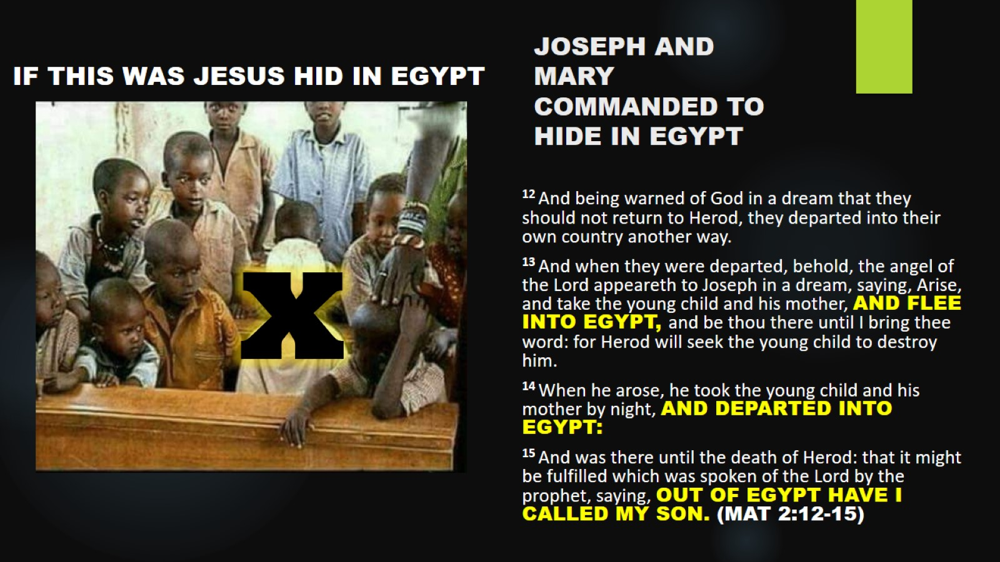 IF THIS WAS JESUS HID IN EGYPT
X
JOSEPH AND
MARY
COMMANDED TO
HIDE IN EGYPT
12 And being warned of God in a dream that they
should not return to Herod, they departed into their
own country another way.
13 And when they were departed, behold, the angel of
the Lord appeareth to Joseph in a dream, saying, Arise,
and take the young child and his mother, AND FLEE
INTO EGYPT, and be thou there until I bring thee
word: for Herod will seek the young child to destroy
him.
14 When he arose, he took the young child and his
mother by night, AND DEPARTED INTO
EGYPT:
15 And was there until the death of Herod: that it might
be fulfilled which was spoken of the Lord by the
prophet, saying, OUT OF EGYPT HAVE I
CALLED MY SON. (MAT 2:12-15)